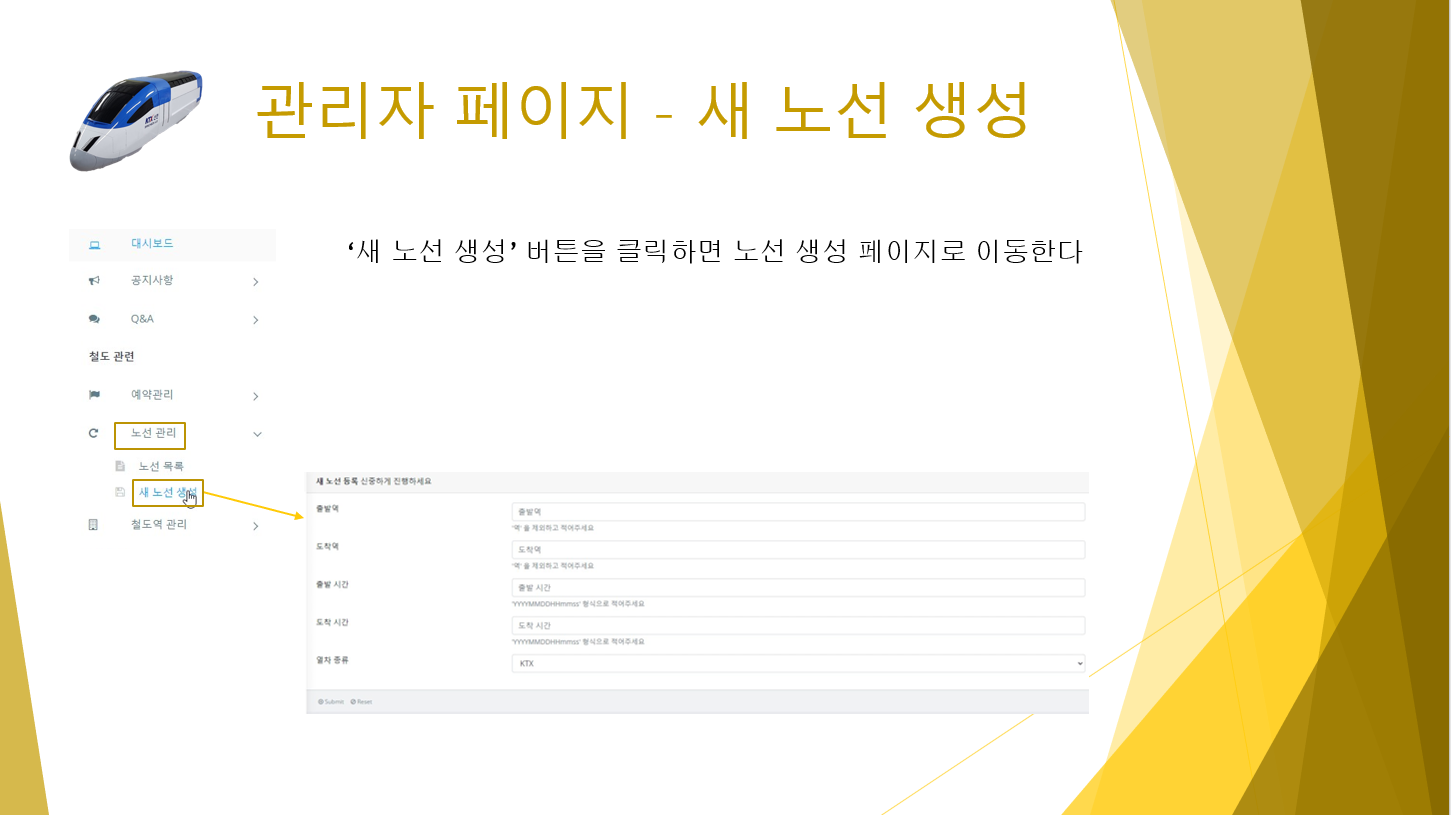 관리자 페이지 - 새 노선 생성
‘새 노선 생성’ 버튼을 클릭하면 노선 생성 페이지로 이동한다
대시보드
공지사항
Q&A
철도 관련
예약관리
노선 관리
노선 목록
새 노선 생성
철도역 관리
새 노선 등록 신중하게 진행하세요
출발역
출발역
'역' 을 제외하고 적어주세요
도착역
도착역
'역' 을 제외하고 적어주세요
출발 시간
출발 시간
'YYYYMMDDHHmmss' 형식으로 적어주세요
도착 시간
도착 시간
'YYYYMMDDHHmmss' 형식으로 적어주세요
열차 종류
KTX
Submit Reset